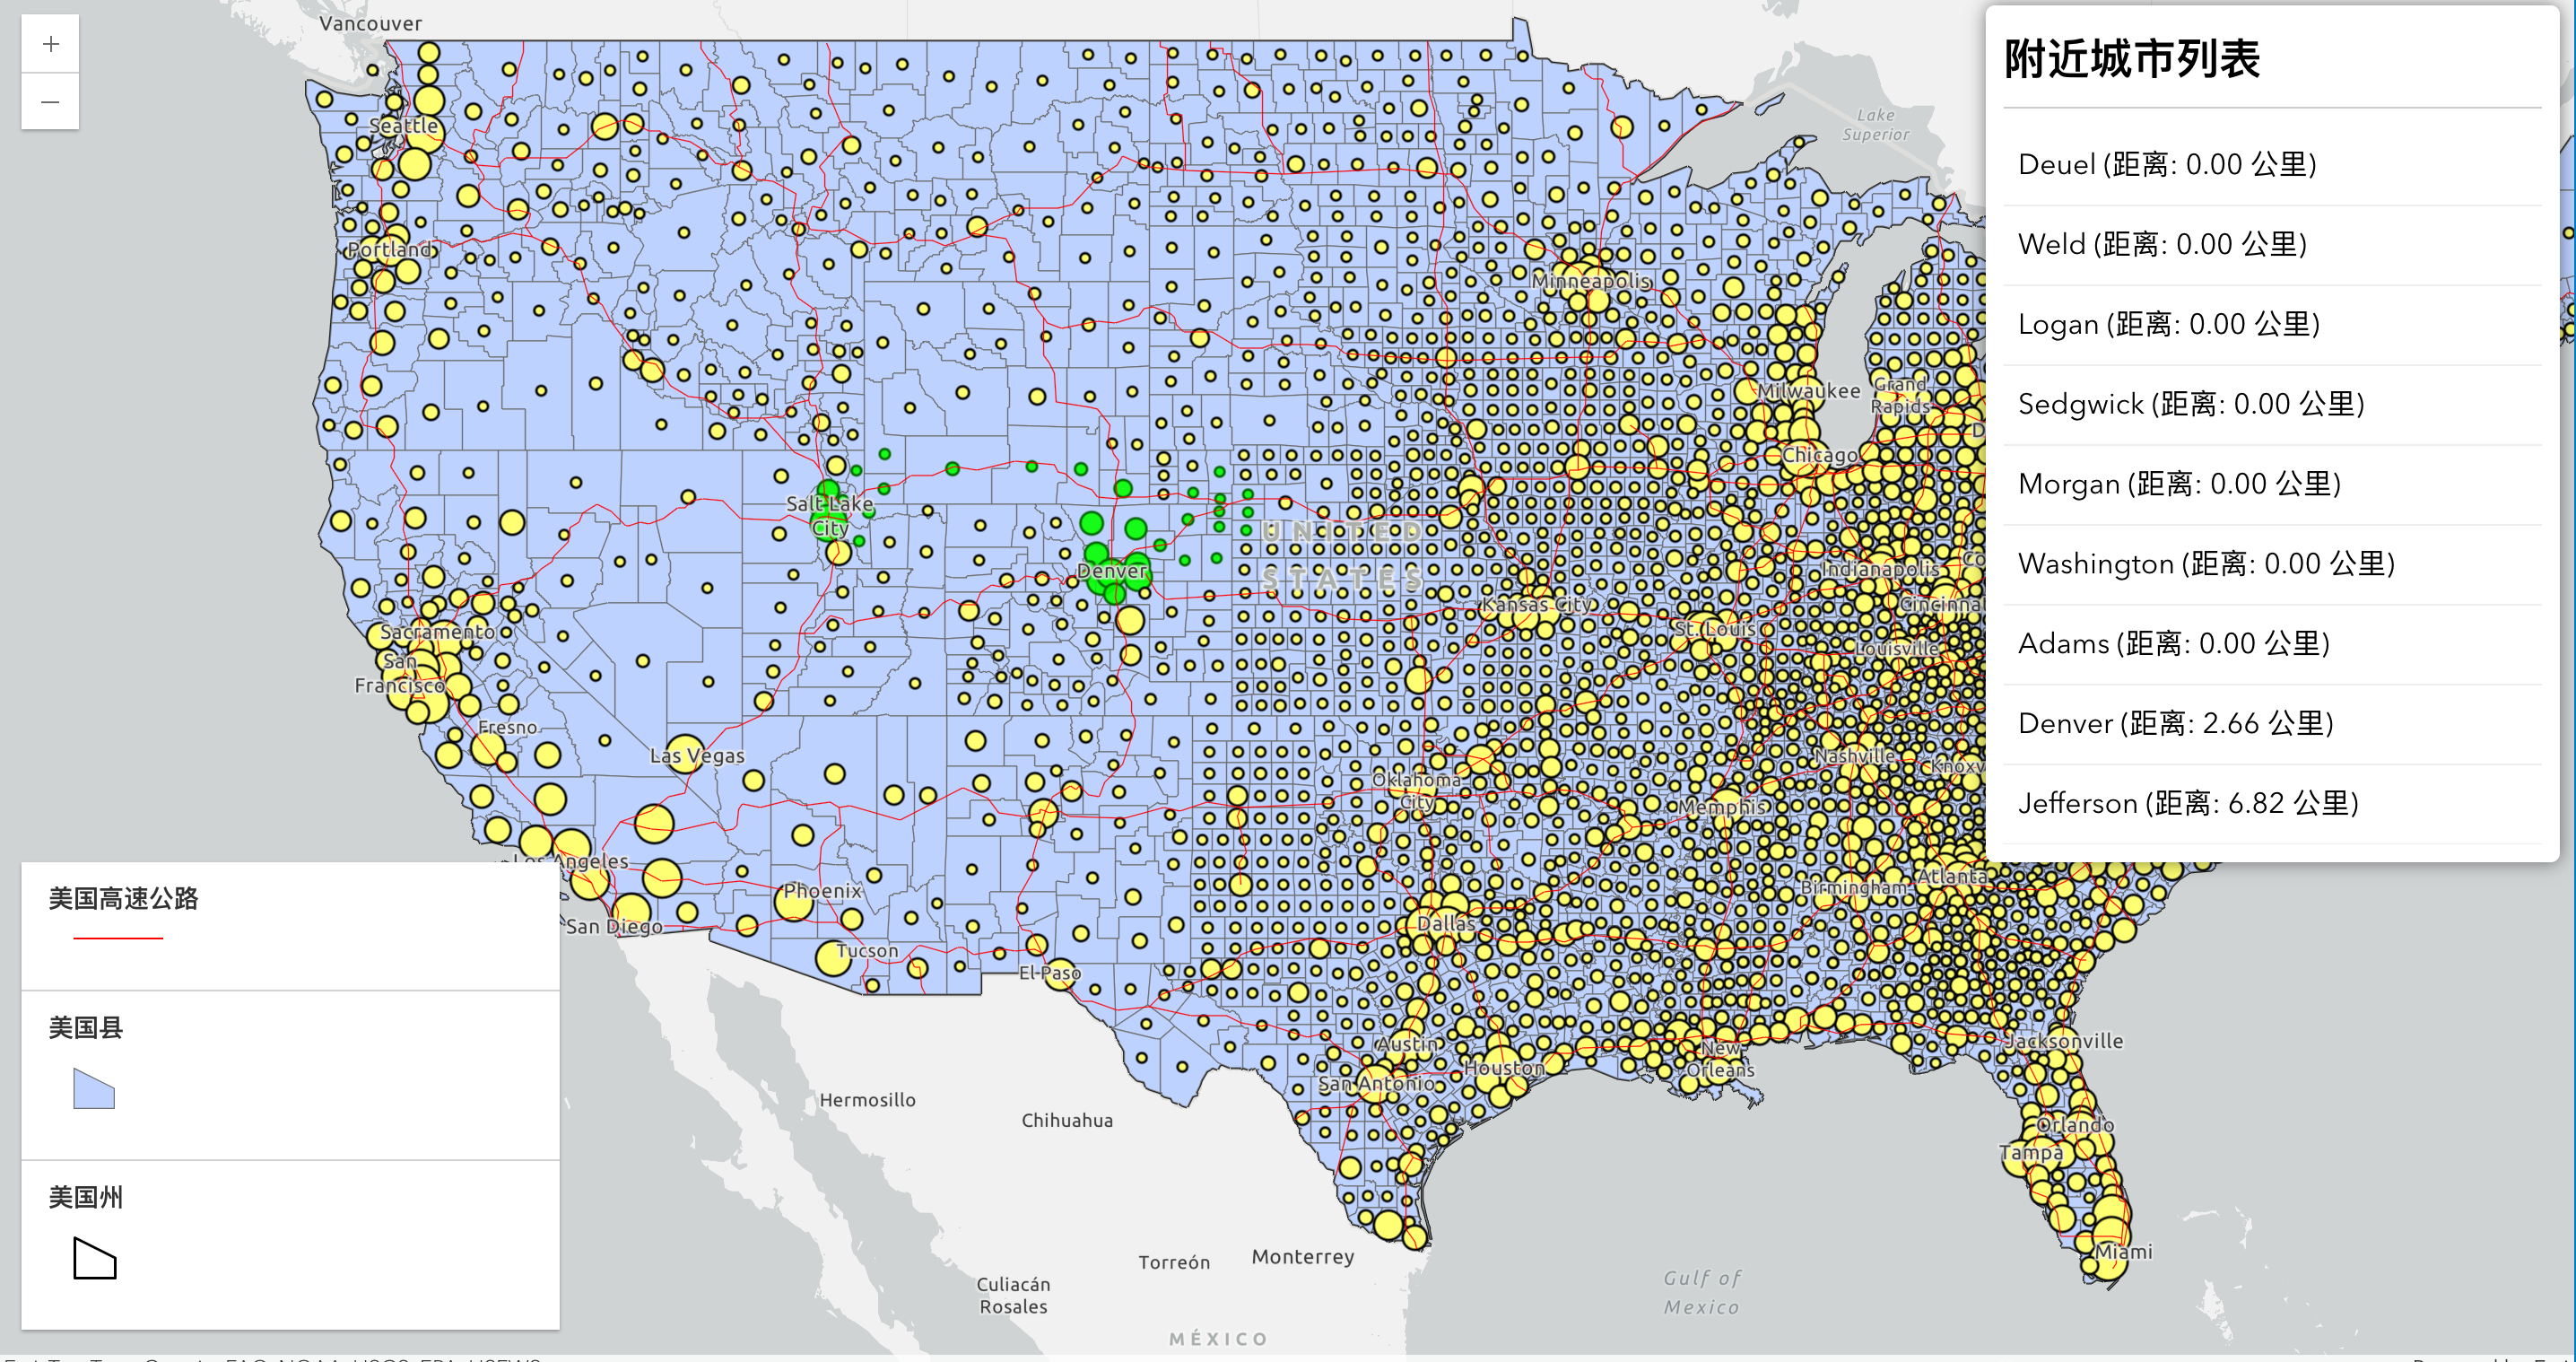 Vancouver
+
−
Seattle
Portland
Minneapolis
Lake
Superior
Milwaukee
Grand
Rapids
Chicago
Salt Lake
City
Denver
UNITED
STATES
Indianapolis
Kansas City
St. Louis
Louisville
Sacramento
San
Francisco
Fresno
Las Vegas
Nashville
Oklahoma
City
Memphis
Los Angeles
Phoenix
San Diego
Tucson
El Paso
Dallas
Birmingham
Atlanta
Austin
San Antonio
Houston
New
Orleans
Jacksonville
Orlando
Tampa
Miami
Hermosillo
Chihuahua
Torreón
Monterrey
Culiacán
Rosales
MÉXICO
Gulf of
Mexico
附近城市列表
Deuel (距离: 0.00 公里)
Weld (距离: 0.00 公里)
Logan (距离: 0.00 公里)
Sedgwick (距离: 0.00 公里)
Morgan (距离: 0.00 公里)
Washington (距离: 0.00 公里)
Adams (距离: 0.00 公里)
Denver (距离: 2.66 公里)
Jefferson (距离: 6.82 公里)
美国高速公路
美国县
美国州